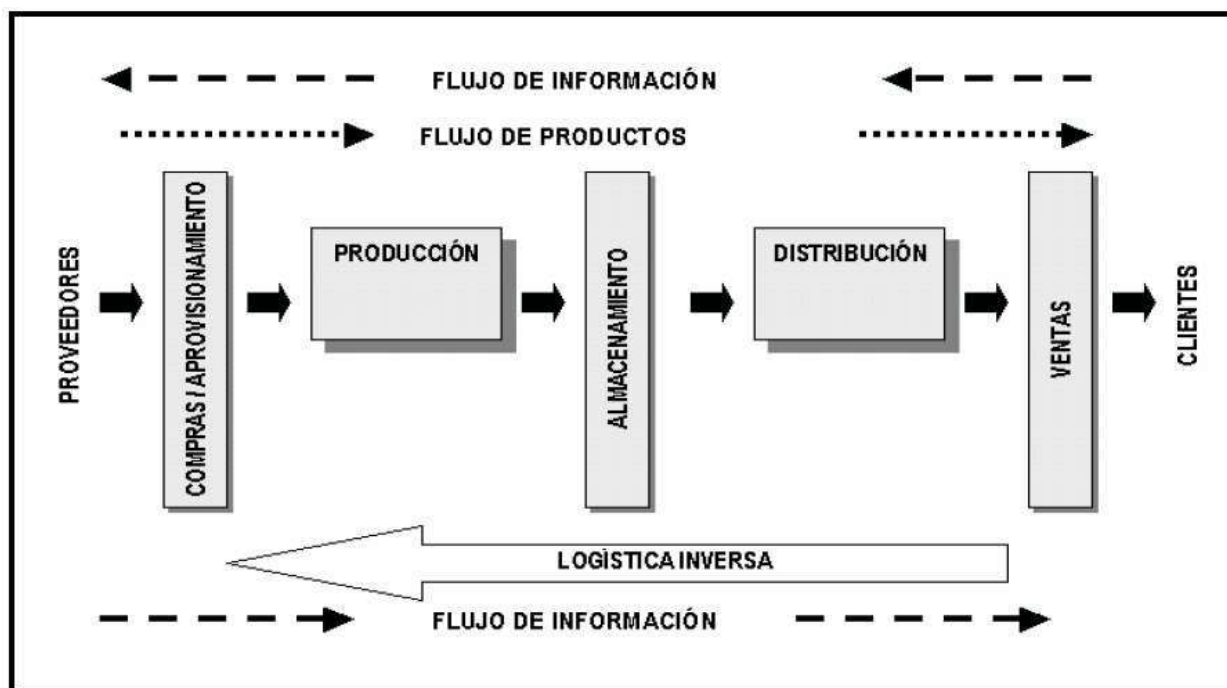 FLUJO DE INFORMACIÓN
FLUJO DE PRODUCTOS
PROVEEDORES
COMPRAS / APROVISIONAMIENTO
PRODUCCIÓN
ALMACENAMIENTO
DISTRIBUCIÓN
VENTAS
CLIENTES
LOGÍSTICA INVERSA
FLUJO DE INFORMACIÓN